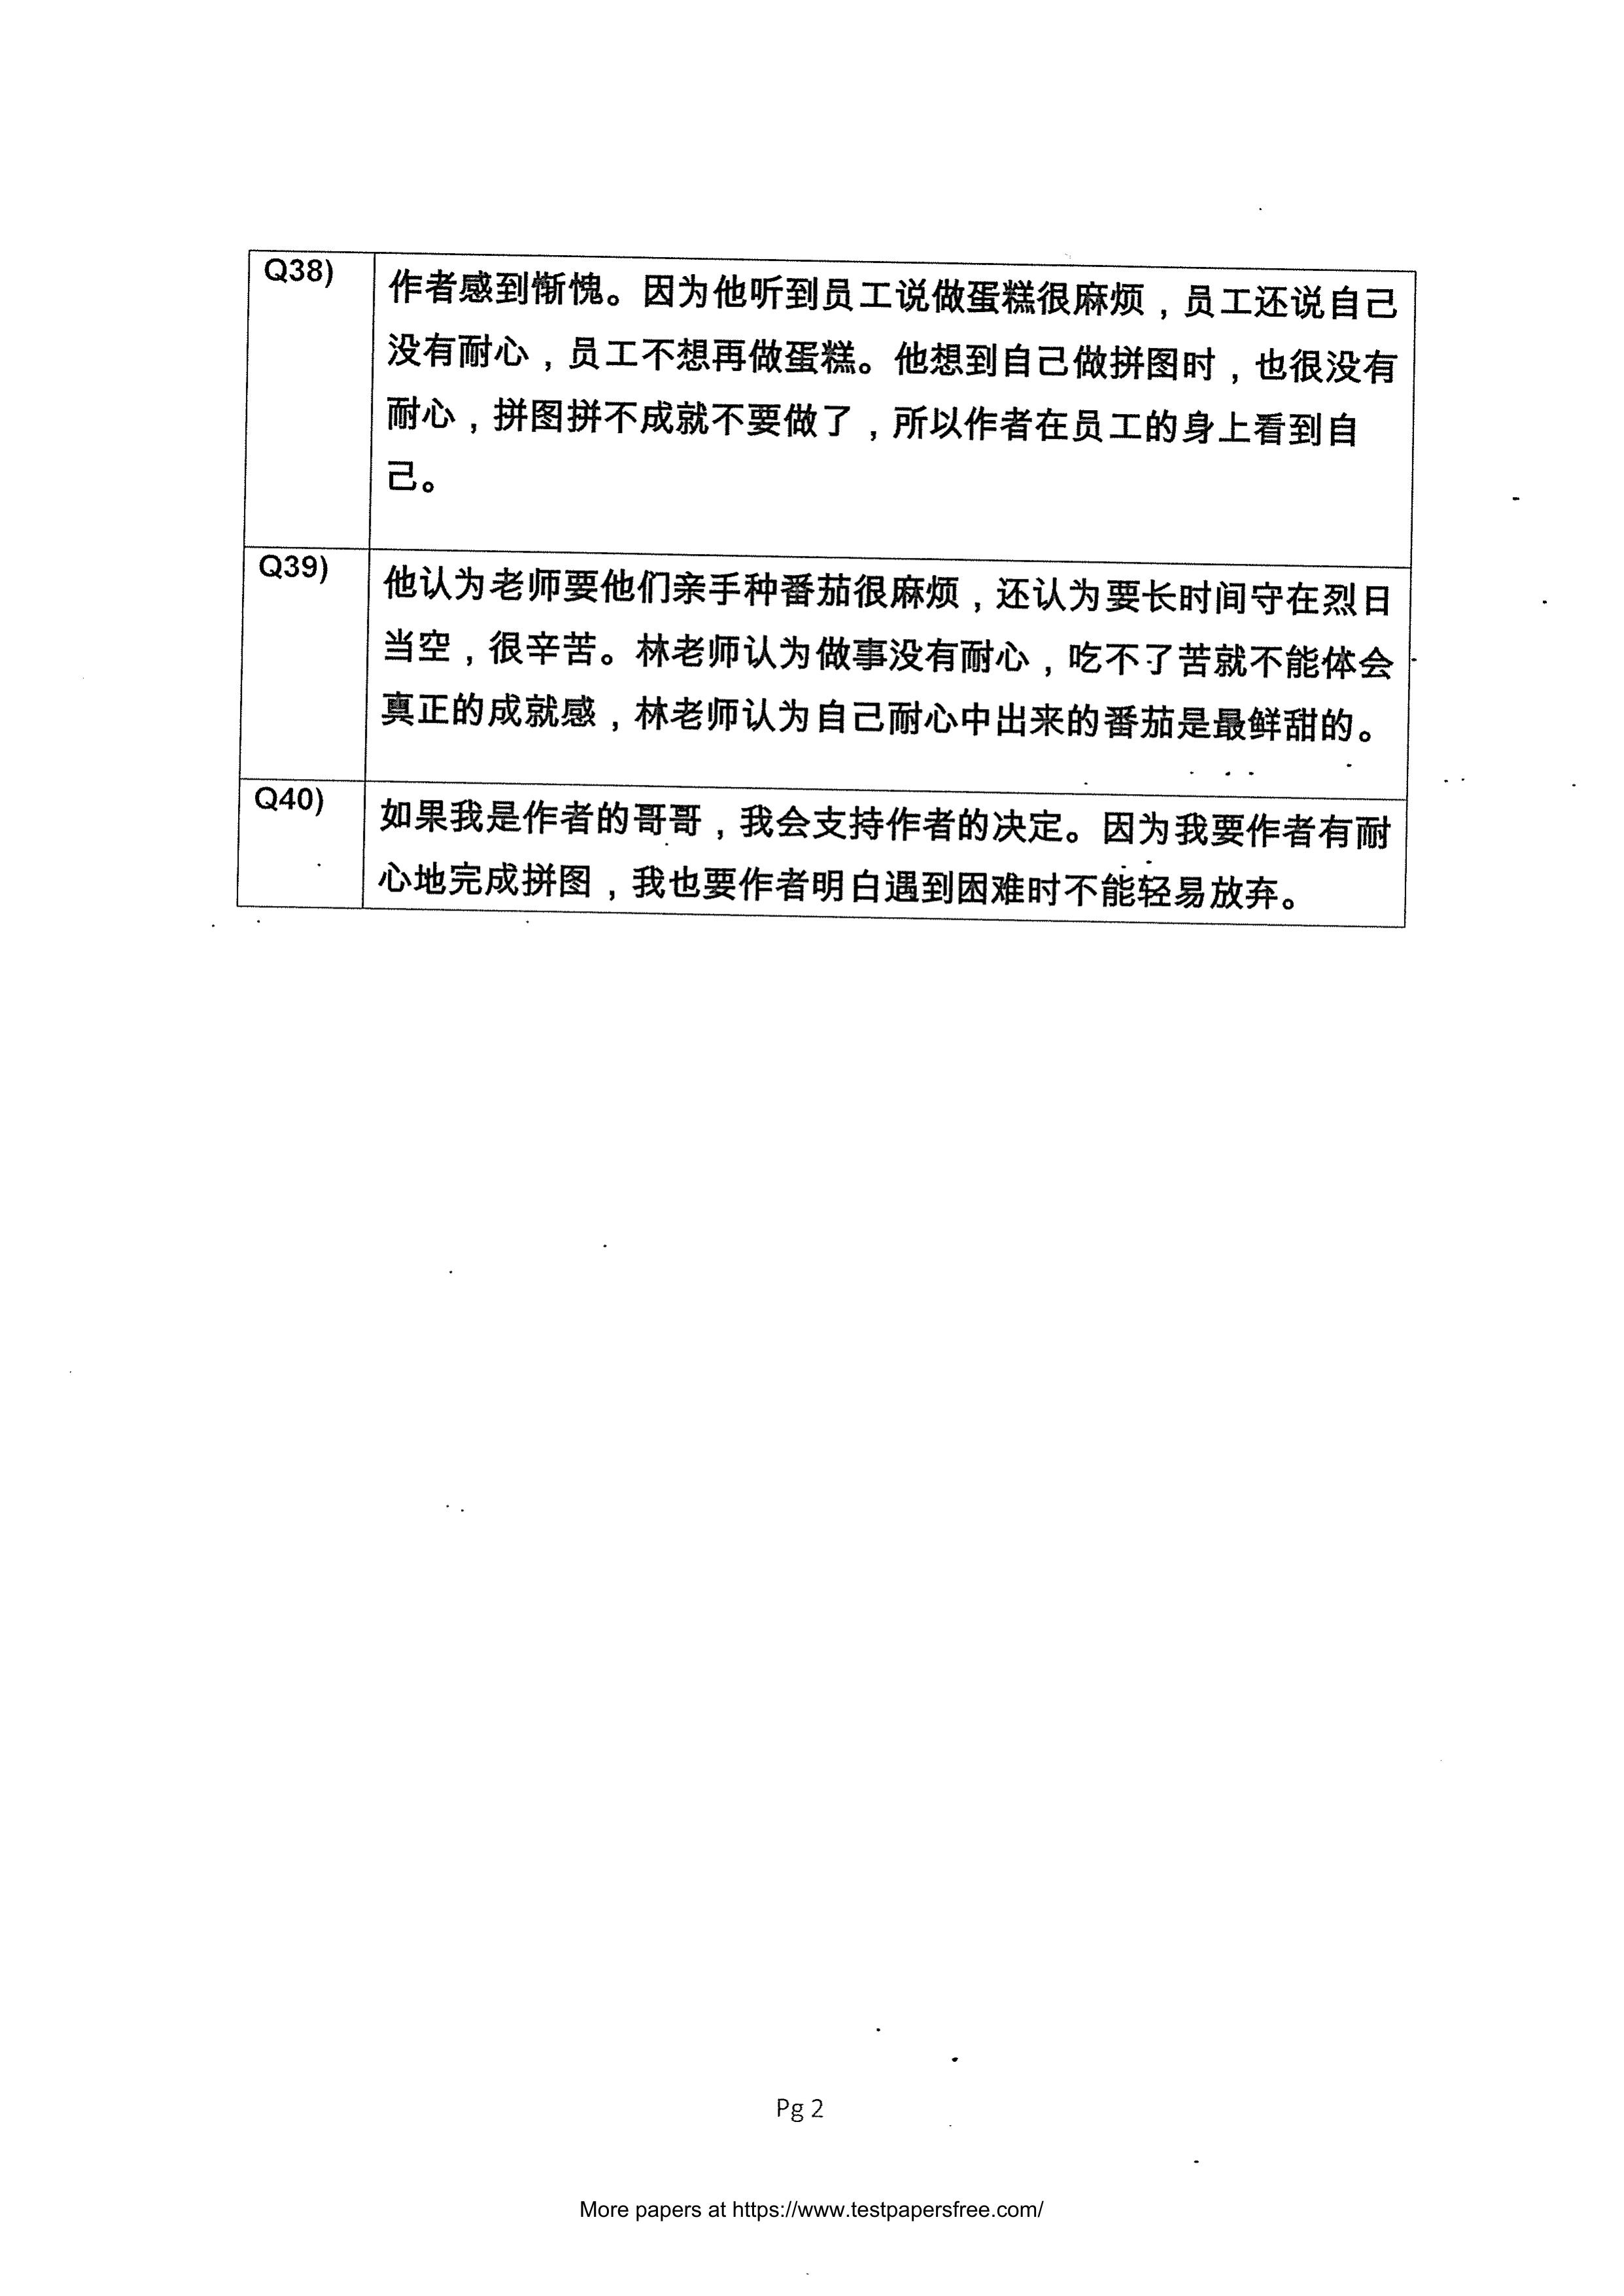 Q38)
作者感到惭愧。因为他听到员工说做蛋糕很麻烦，员工还说自己
没有耐心，员工不想再做蛋糕。他想到自己做拼图时，也很没有
耐心，拼图拼不成就不要做了，所以作者在员工的身上看到自
己。
Q39)
他认为老师要他们亲手种番茄很麻烦，还认为要长时间守在烈日
当空，很辛苦。林老师认为做事没有耐心，吃不了苦就不能体会
真正的成就感，林老师认为自己耐心中出来的番茄是最鲜甜的。
Q40)
如果我是作者的哥哥，我会支持作者的决定。因为我要作者有耐
心地完成拼图，我也要作者明白遇到困难时不能轻易放弃。
Pg 2
More papers at https://www.testpapersfree.com/